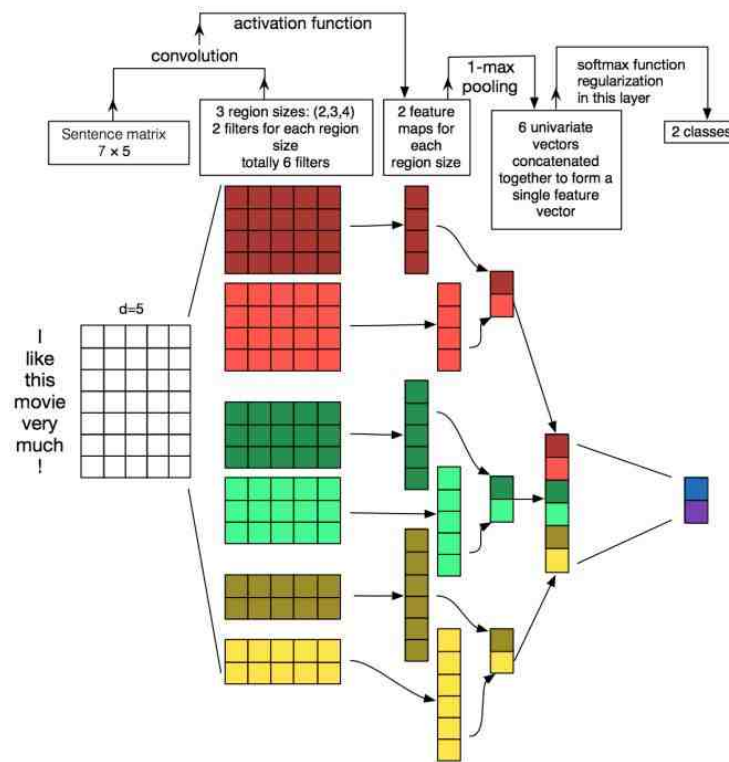 activation function
convolution
1-max
pooling
softmax function
regularization
in this layer
Sentence matrix
7 × 5
3 region sizes: (2,3,4)
2 filters for each region
size
totally 6 filters
2 feature
maps for
each
region size
6 univariate
vectors
concatenated
together to form a
single feature
vector
2 classes
d=5
I
like
this
movie
very
much
!